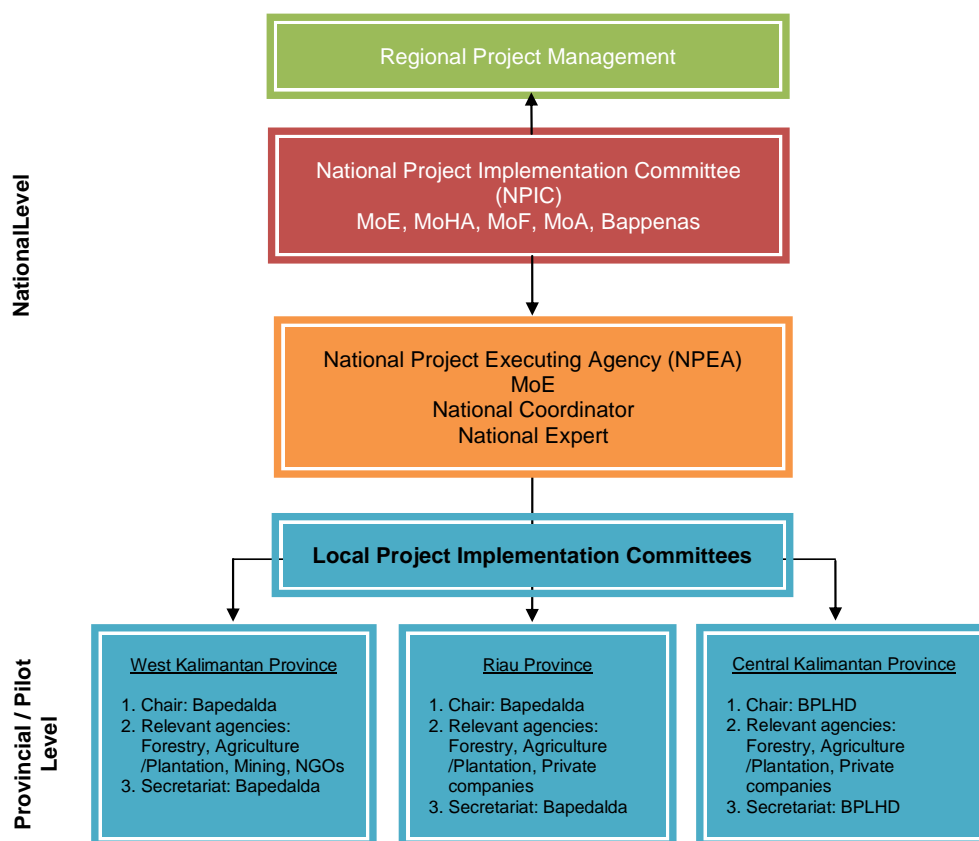 Regional Project Management
National Project Implementation Committee
(NPIC)
MoE, MoHA, MoF, MoA, Bappenas
NationalLevel
National Project Executing Agency (NPEA)
MoE
National Coordinator
National Expert
Local Project Implementation Committees
Provincial / Pilot
Level
West Kalimantan Province
1. Chair: Bapedalda
2. Relevant agencies:
Forestry, Agriculture
/Plantation, Mining, NGOs
3. Secretariat: Bapedalda
Riau Province
1. Chair: Bapedalda
2. Relevant agencies:
Forestry, Agriculture
/Plantation, Private
companies
3. Secretariat: Bapedalda
Central Kalimantan Province
1. Chair: BPLHD
2. Relevant agencies:
Forestry, Agriculture
/Plantation, Private
companies
3. Secretariat: BPLHD